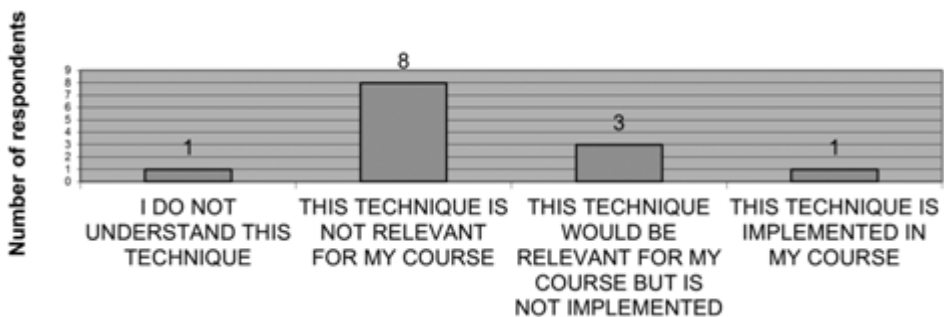 Number of respondents
9
8
7
6
5
4
3
2
1
0
1
8
3
1
I DO NOT
UNDERSTAND THIS
TECHNIQUE
THIS TECHNIQUE IS
NOT RELEVANT
FOR MY COURSE
THIS TECHNIQUE
WOULD BE
RELEVANT FOR MY
COURSE BUT IS
NOT IMPLEMENTED
THIS TECHNIQUE IS
IMPLEMENTED IN
MY COURSE